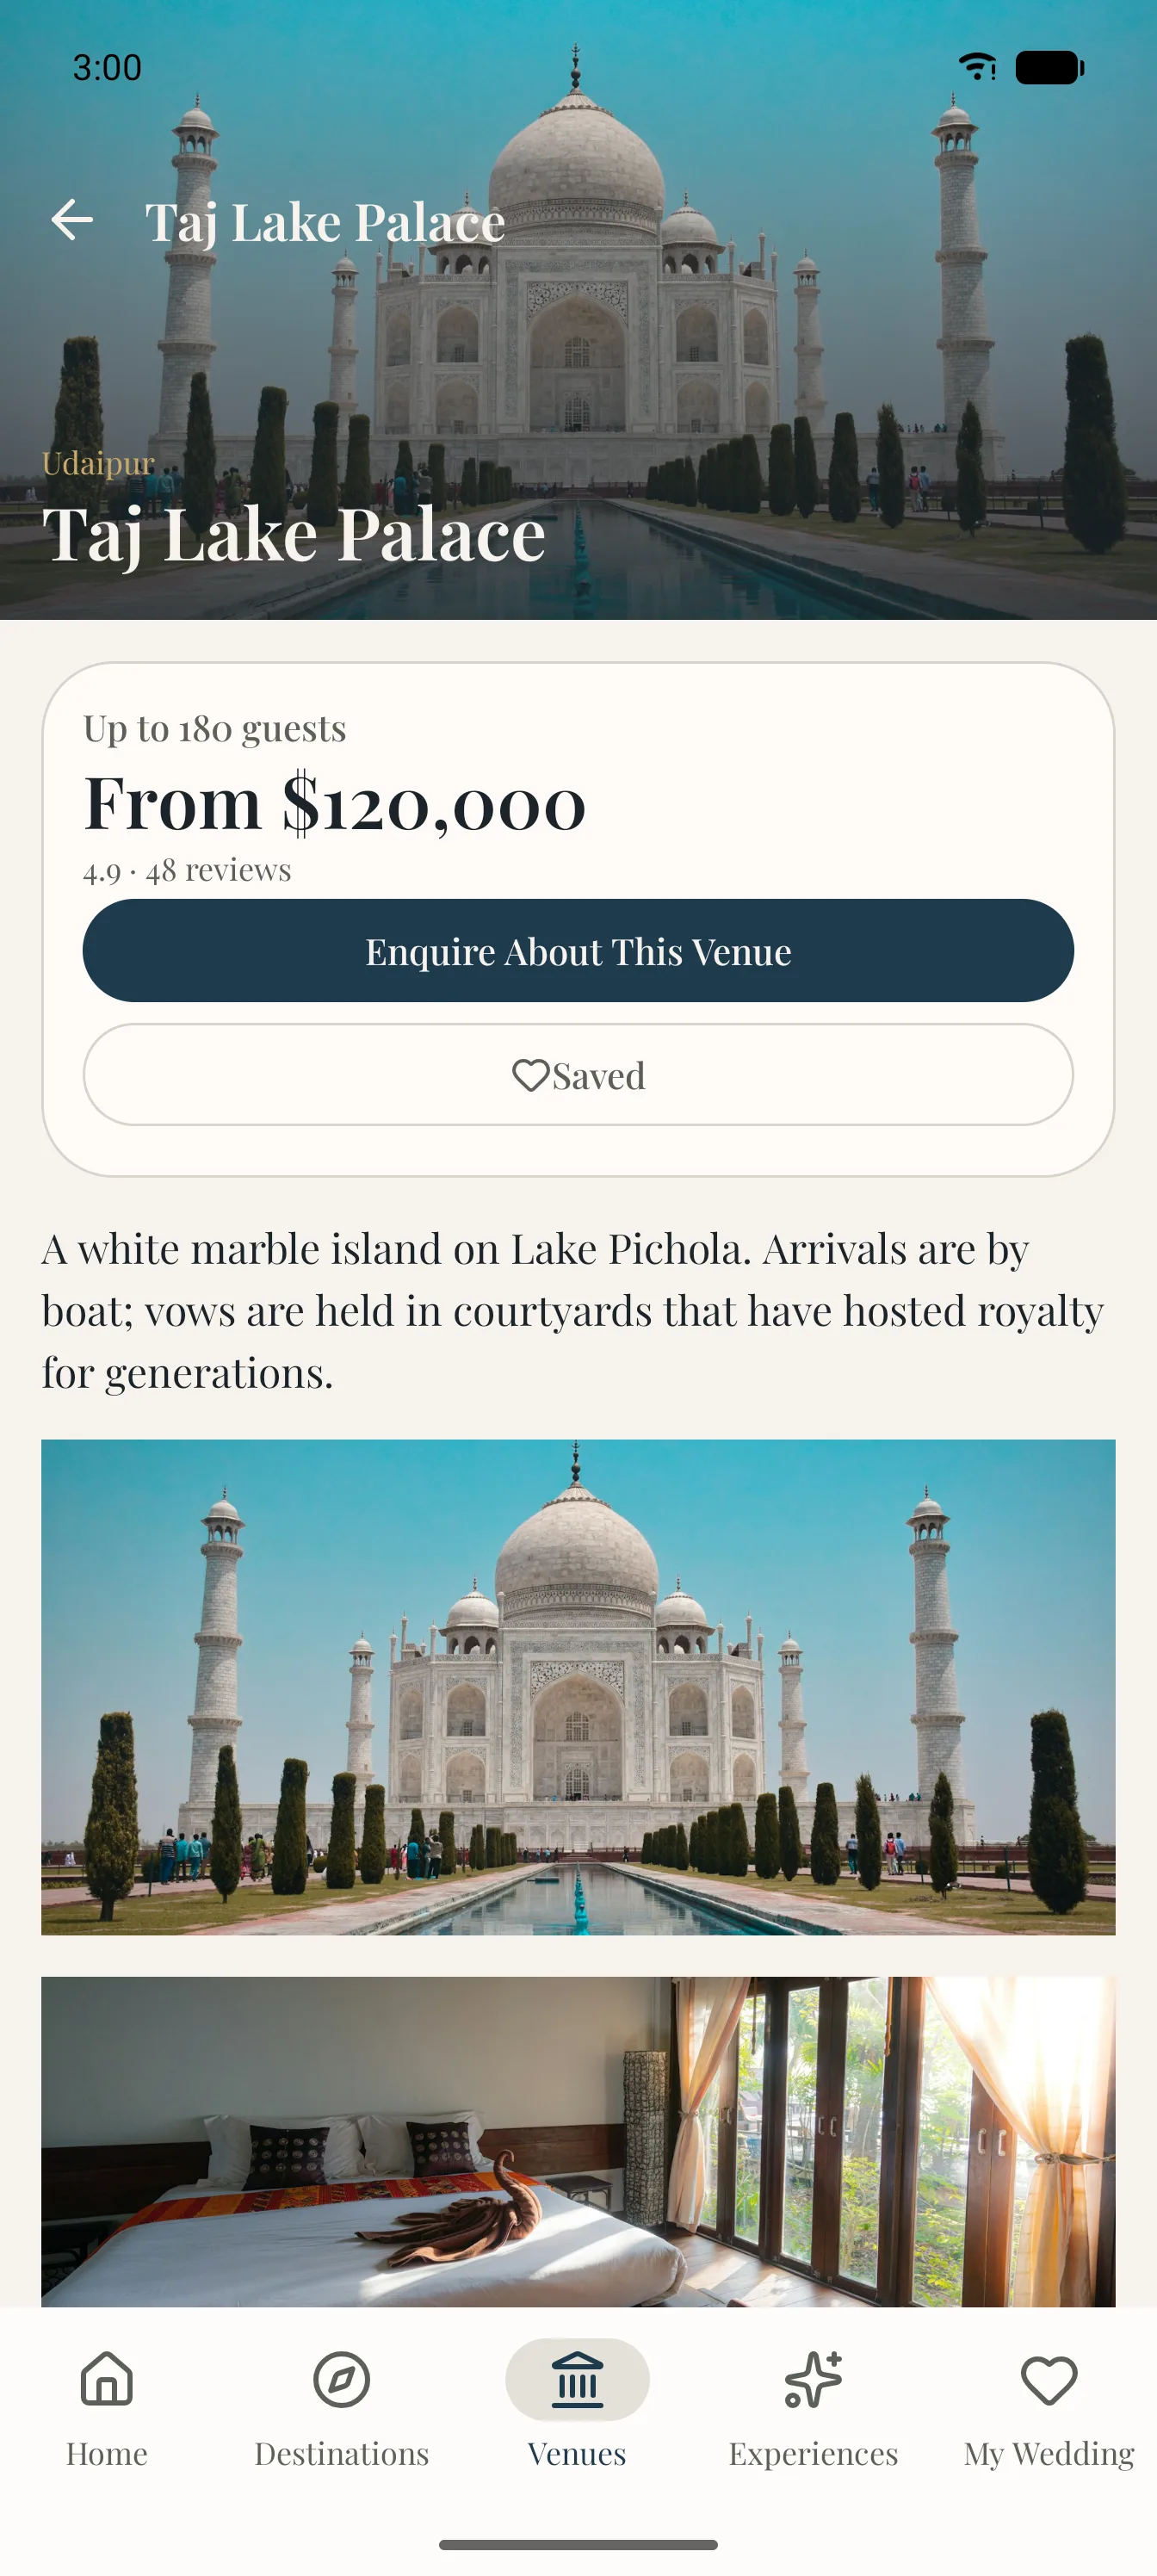 3:00
Taj Lake Palace
Udaipur
Taj Lake Palace
Up to 180 guests
From $120,000
4.9 · 48 reviews
Enquire About This Venue
Saved
A white marble island on Lake Pichola. Arrivals are by
boat; vows are held in courtyards that have hosted royalty
for generations.
Home
Destinations
Venues
Experiences
My Wedding